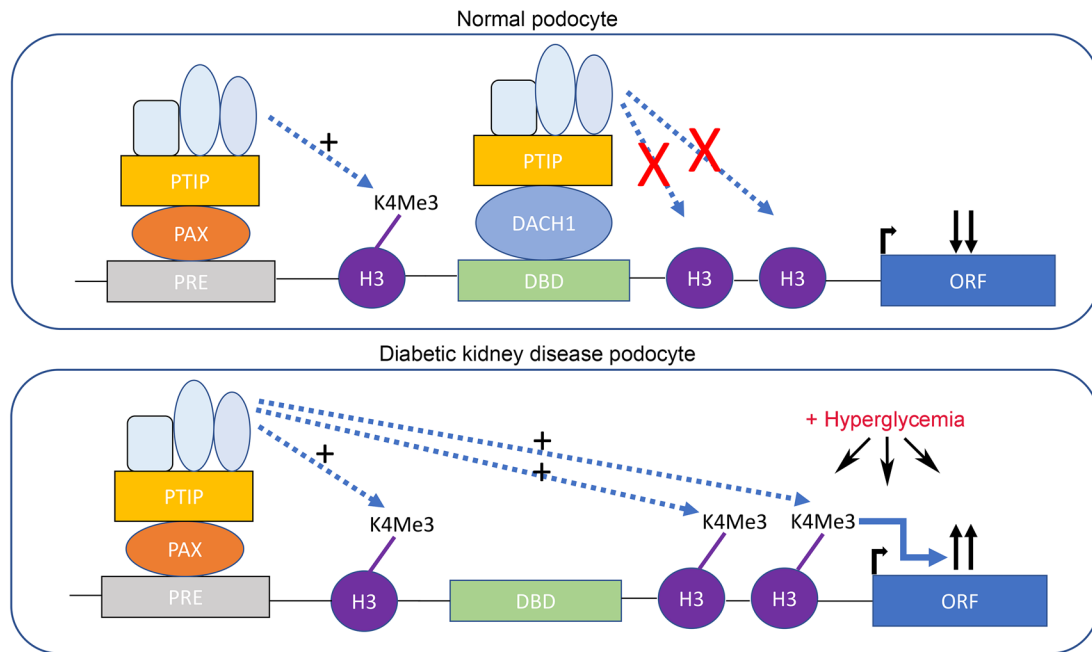 Normal podocyte
+
PTIP
PTIP
X
X
K4Me3
PAX
DACH1
PRE
H3
DBD
H3
H3
ORF
Diabetic kidney disease podocyte
+ Hyperglycemia
+
+
+
PTIP
K4Me3
K4Me3
K4Me3
PAX
PRE
H3
DBD
H3
H3
ORF